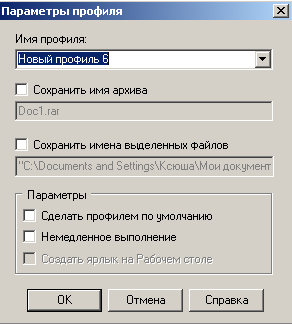 Параметры профиля
Имя профиля:
Новый профиль 6
Сохранить имя архива
Doc1.rar
Сохранить имена выделенных файлов
"C:\Documents and Settings\Ксюша\Мои документ
Параметры
Сделать профилем по умолчанию
Немедленное выполнение
Создать ярлык на Рабочем столе
OK Отмена Справка